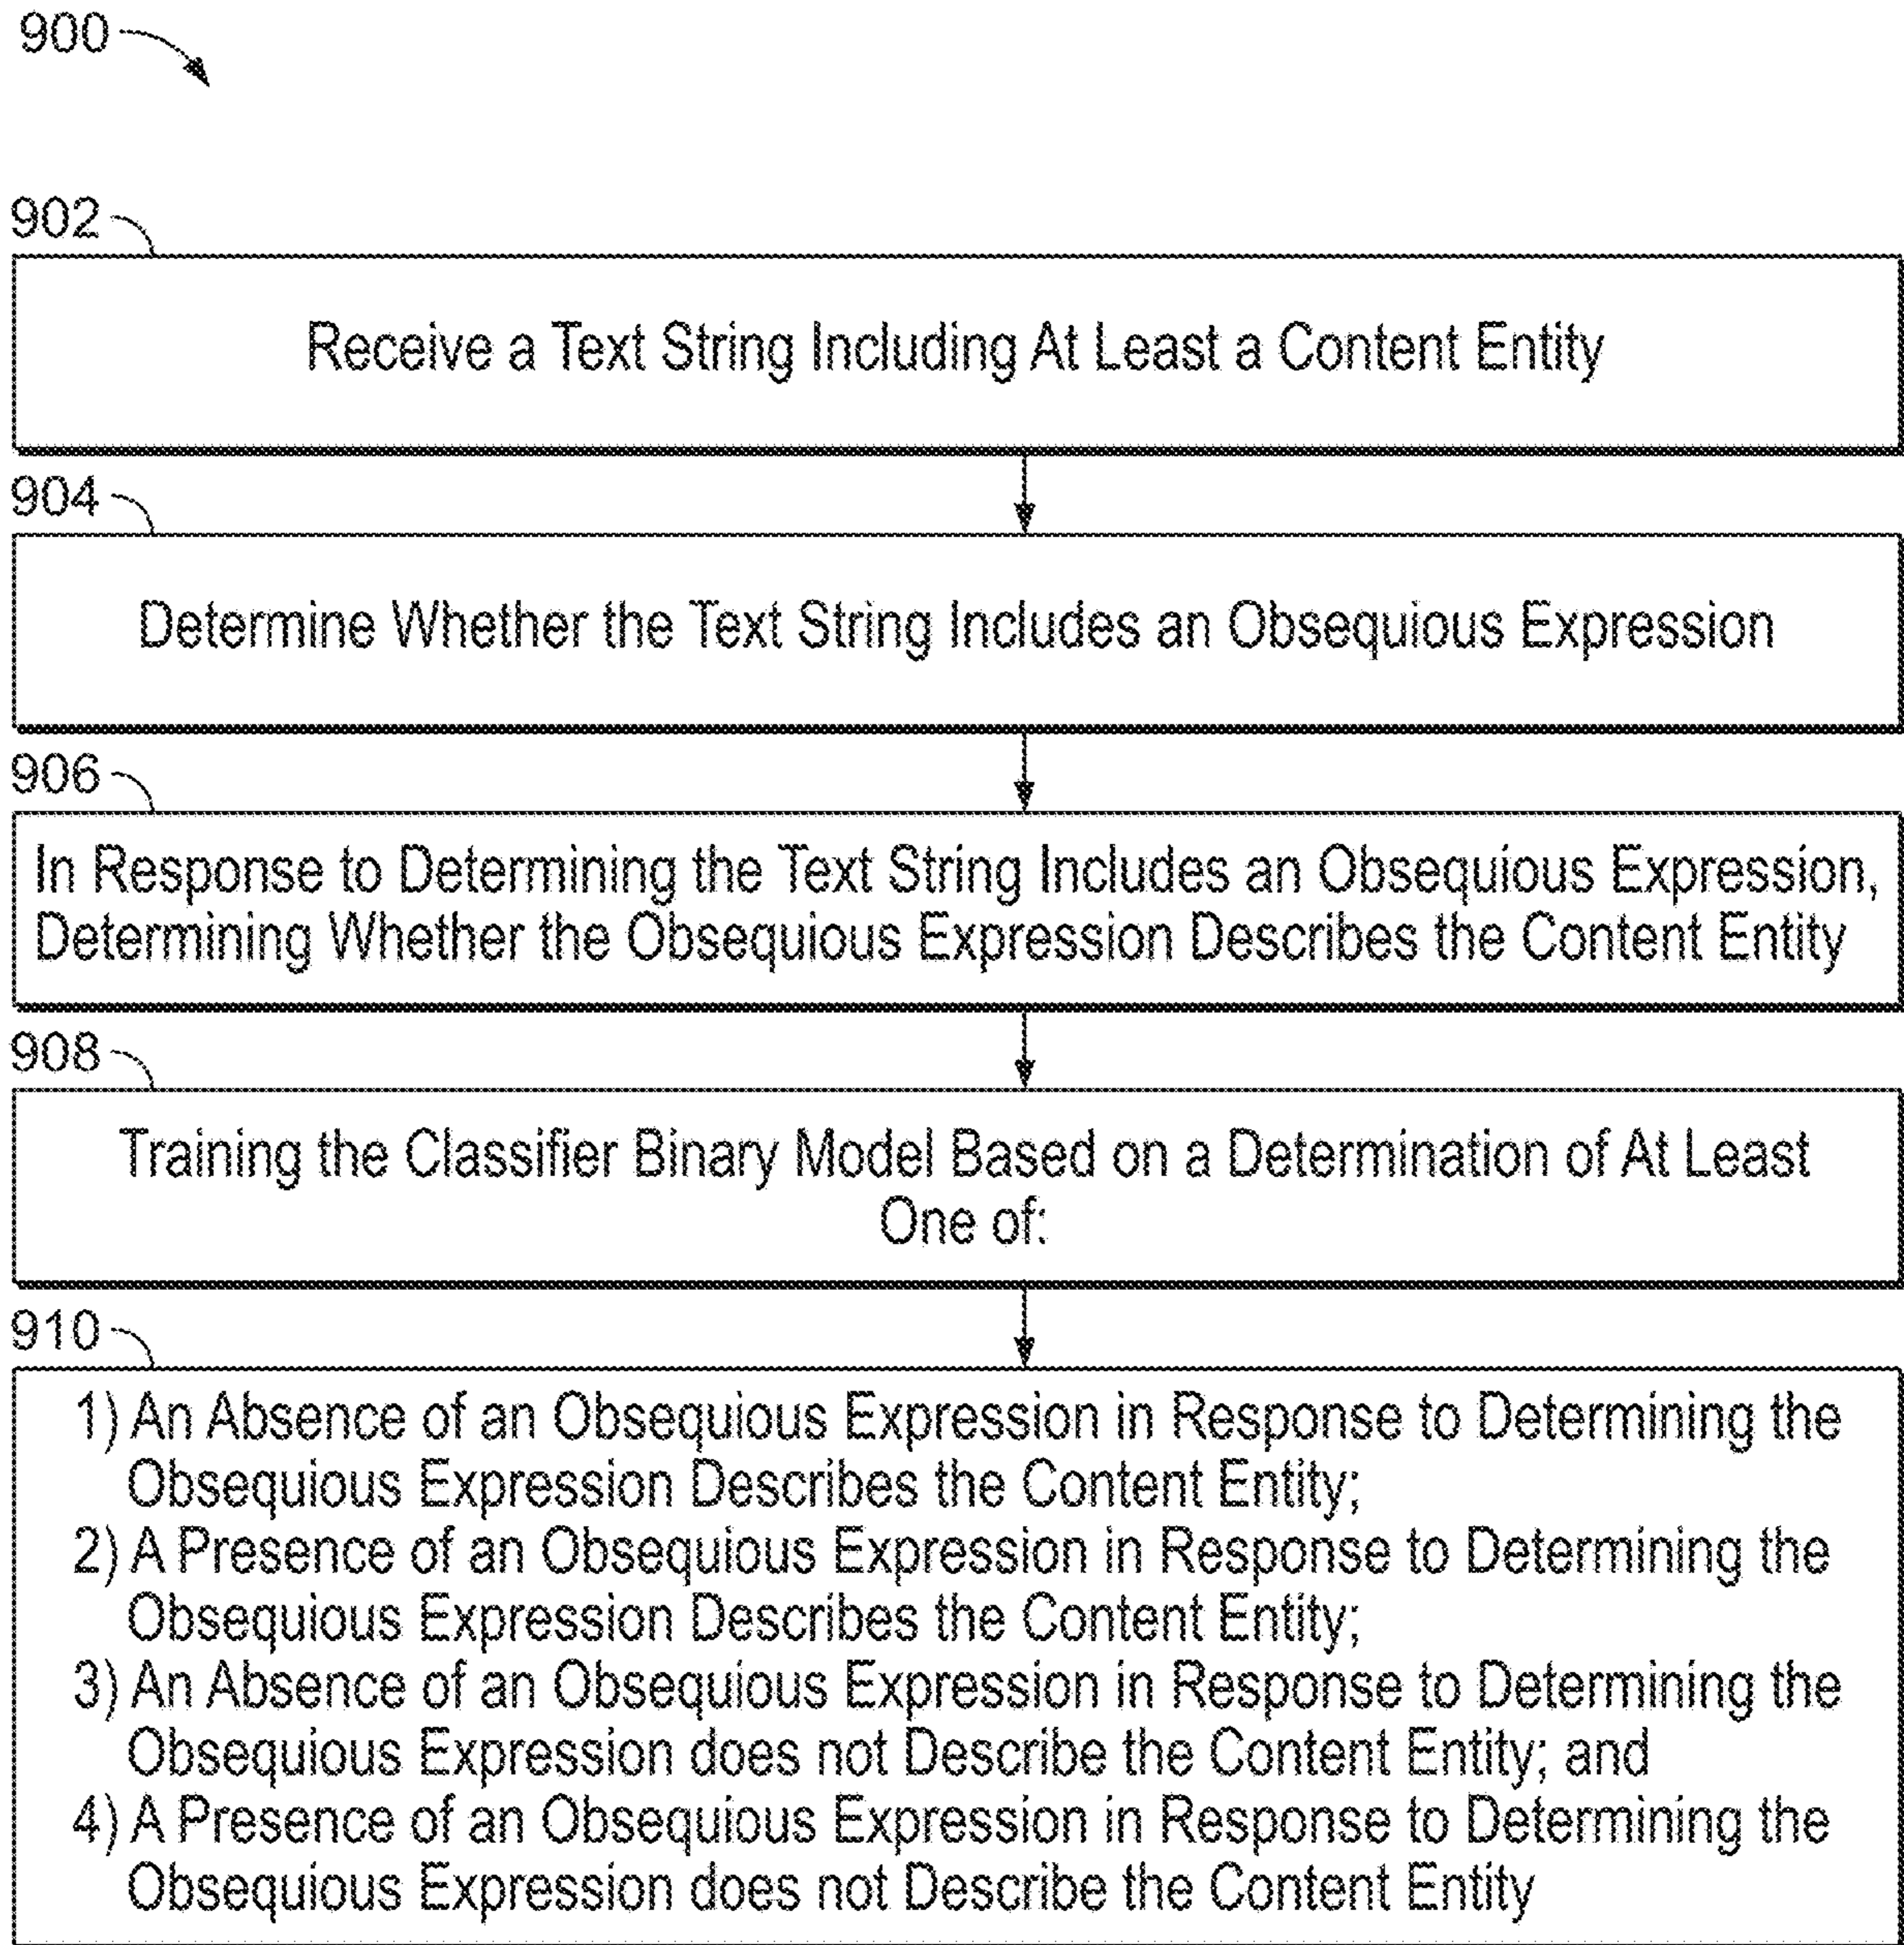 900
902
Receive a Text String Including At Least a Content Entity
904
Determine Whether the Text String Includes an Obsequious Expression
906
In Response to Determining the Text String Includes an Obsequious Expression,
Determining Whether the Obsequious Expression Describes the Content Entity
908
Training the Classifier Binary Model Based on a Determination of At Least
One of:
910
1) An Absence of an Obsequious Expression in Response to Determining the
Obsequious Expression Describes the Content Entity;
2) A Presence of an Obsequious Expression in Response to Determining the
Obsequious Expression Describes the Content Entity;
3) An Absence of an Obsequious Expression in Response to Determining the
Obsequious Expression does not Describe the Content Entity; and
4) A Presence of an Obsequious Expression in Response to Determining the
Obsequious Expression does not Describe the Content Entity